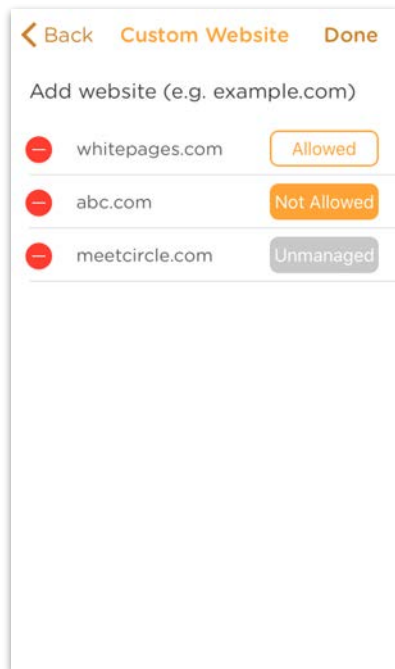 Back Custom Website Done
Add website (e.g. example.com)
whitepages.com Allowed
abc.com Not Allowed
meetcircle.com Unmanaged